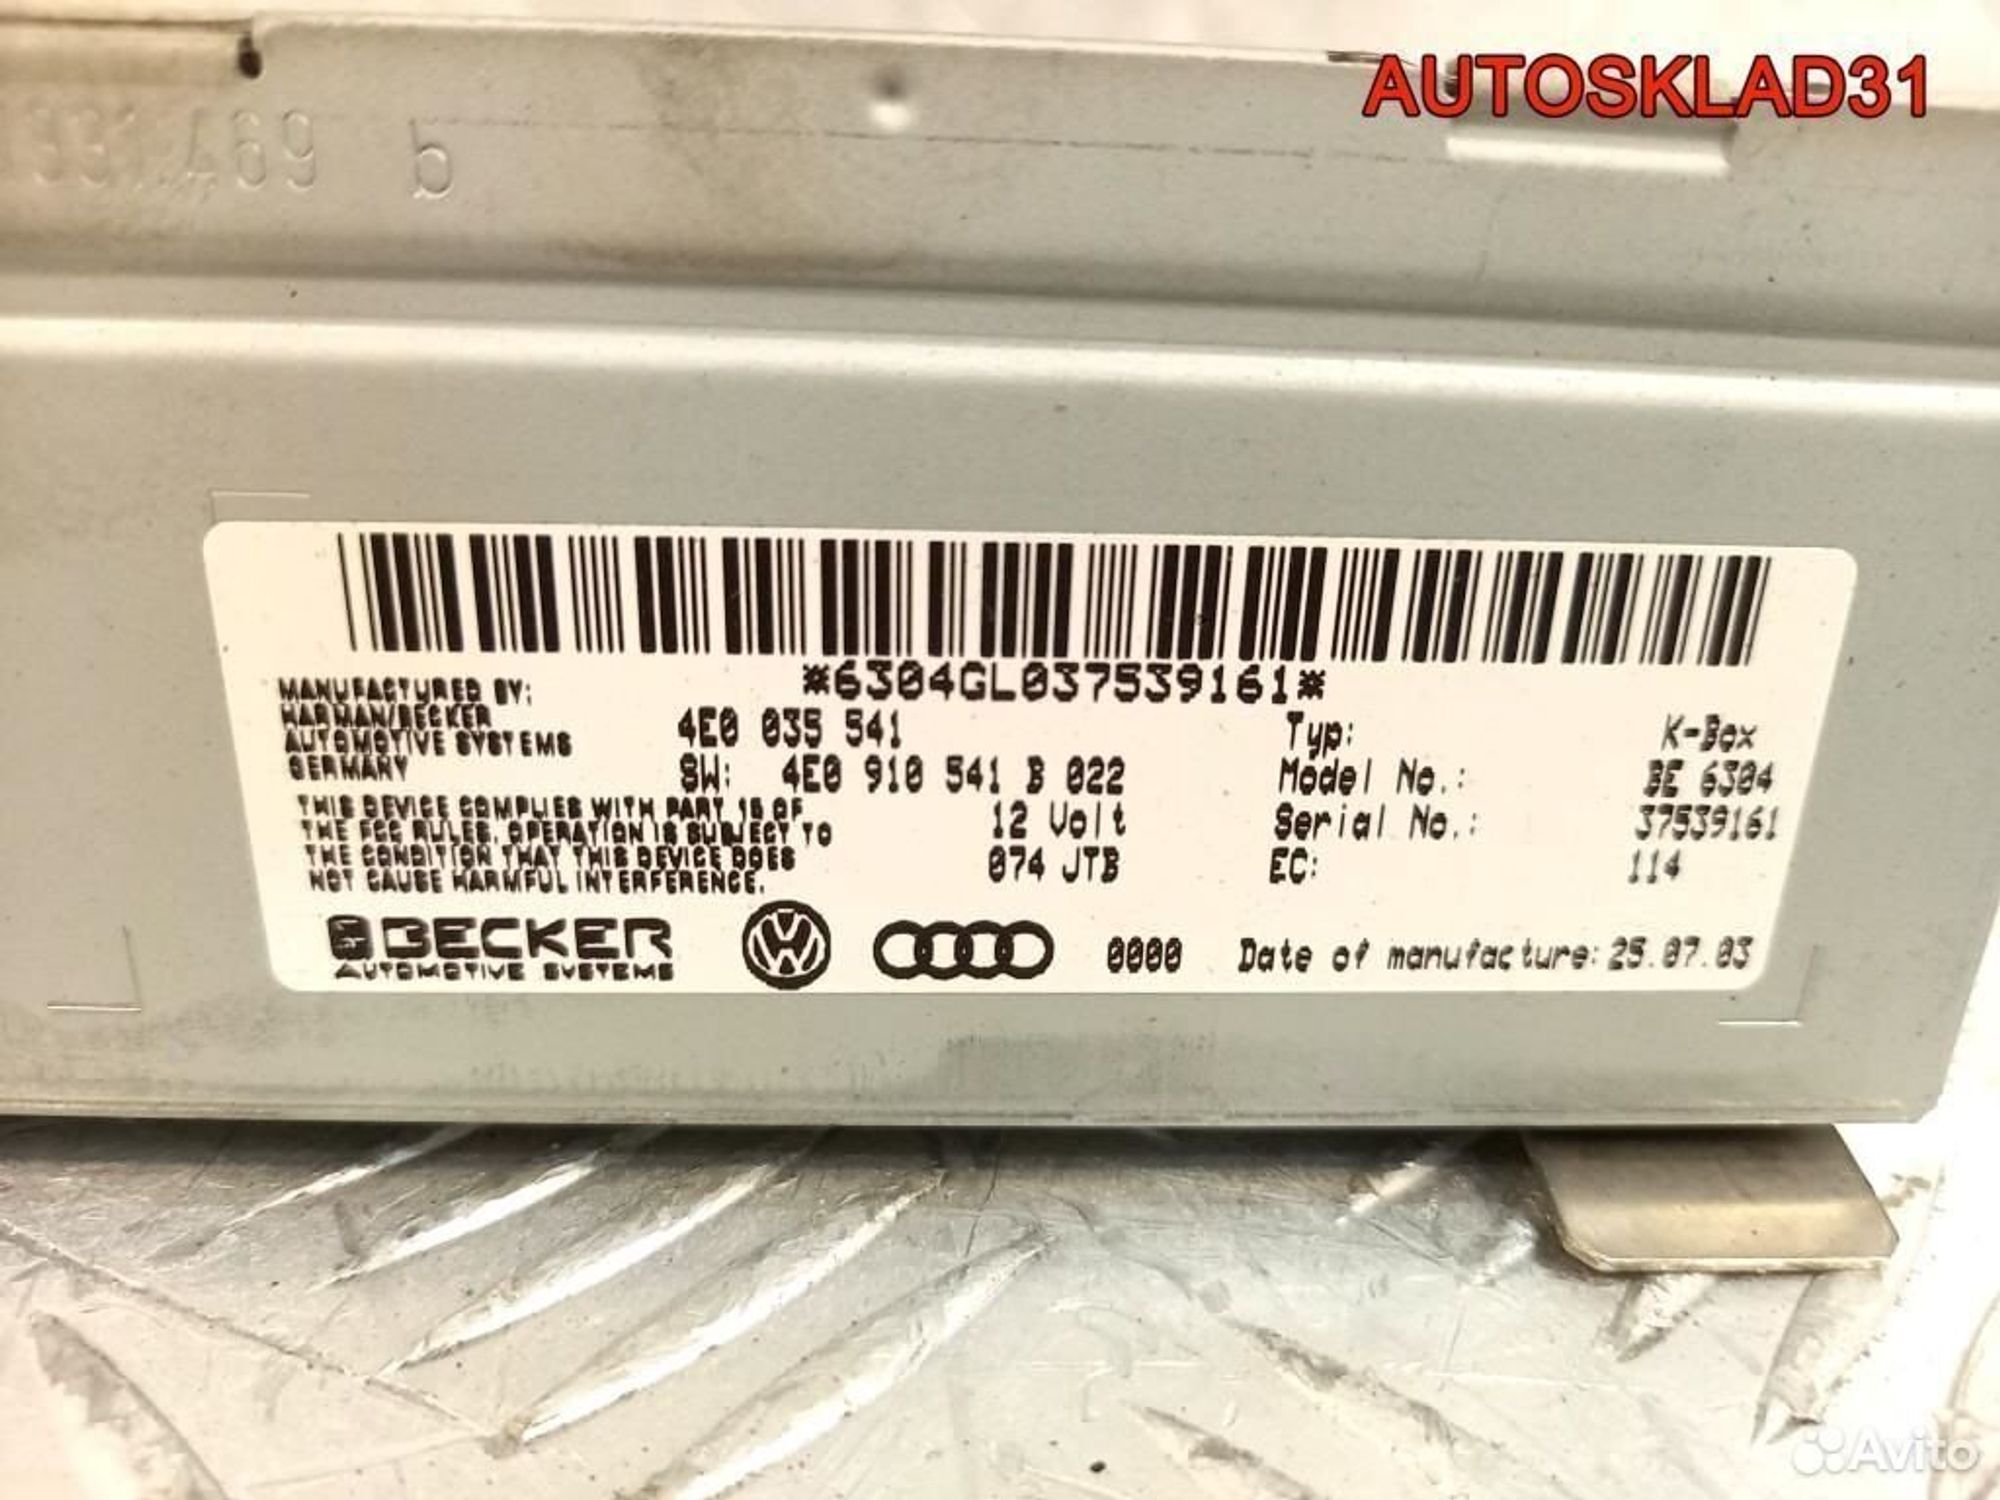 AUTOSKLAD31
331.469 b
*6304GL037539161*
MANUFACTURED BY:
HARMAN/BECKER
AUTOMOTIVE SYSTEMS
GERMANY
4E0 035 541
SW: 4E0 910 541 B 022
12 Volt
074 JTB
Typ: K-Box
Model No.: BE 6304
Serial No.: 37539161
EC: 114
THIS DEVICE COMPLIES WITH PART 15 OF
THE FCC RULES. OPERATION IS SUBJECT TO
THE CONDITION THAT THIS DEVICE DOES
NOT CAUSE HARMFUL INTERFERENCE.
BECKER
AUTOMOTIVE SYSTEMS
0000
Date of manufacture: 25.07.03
Avito